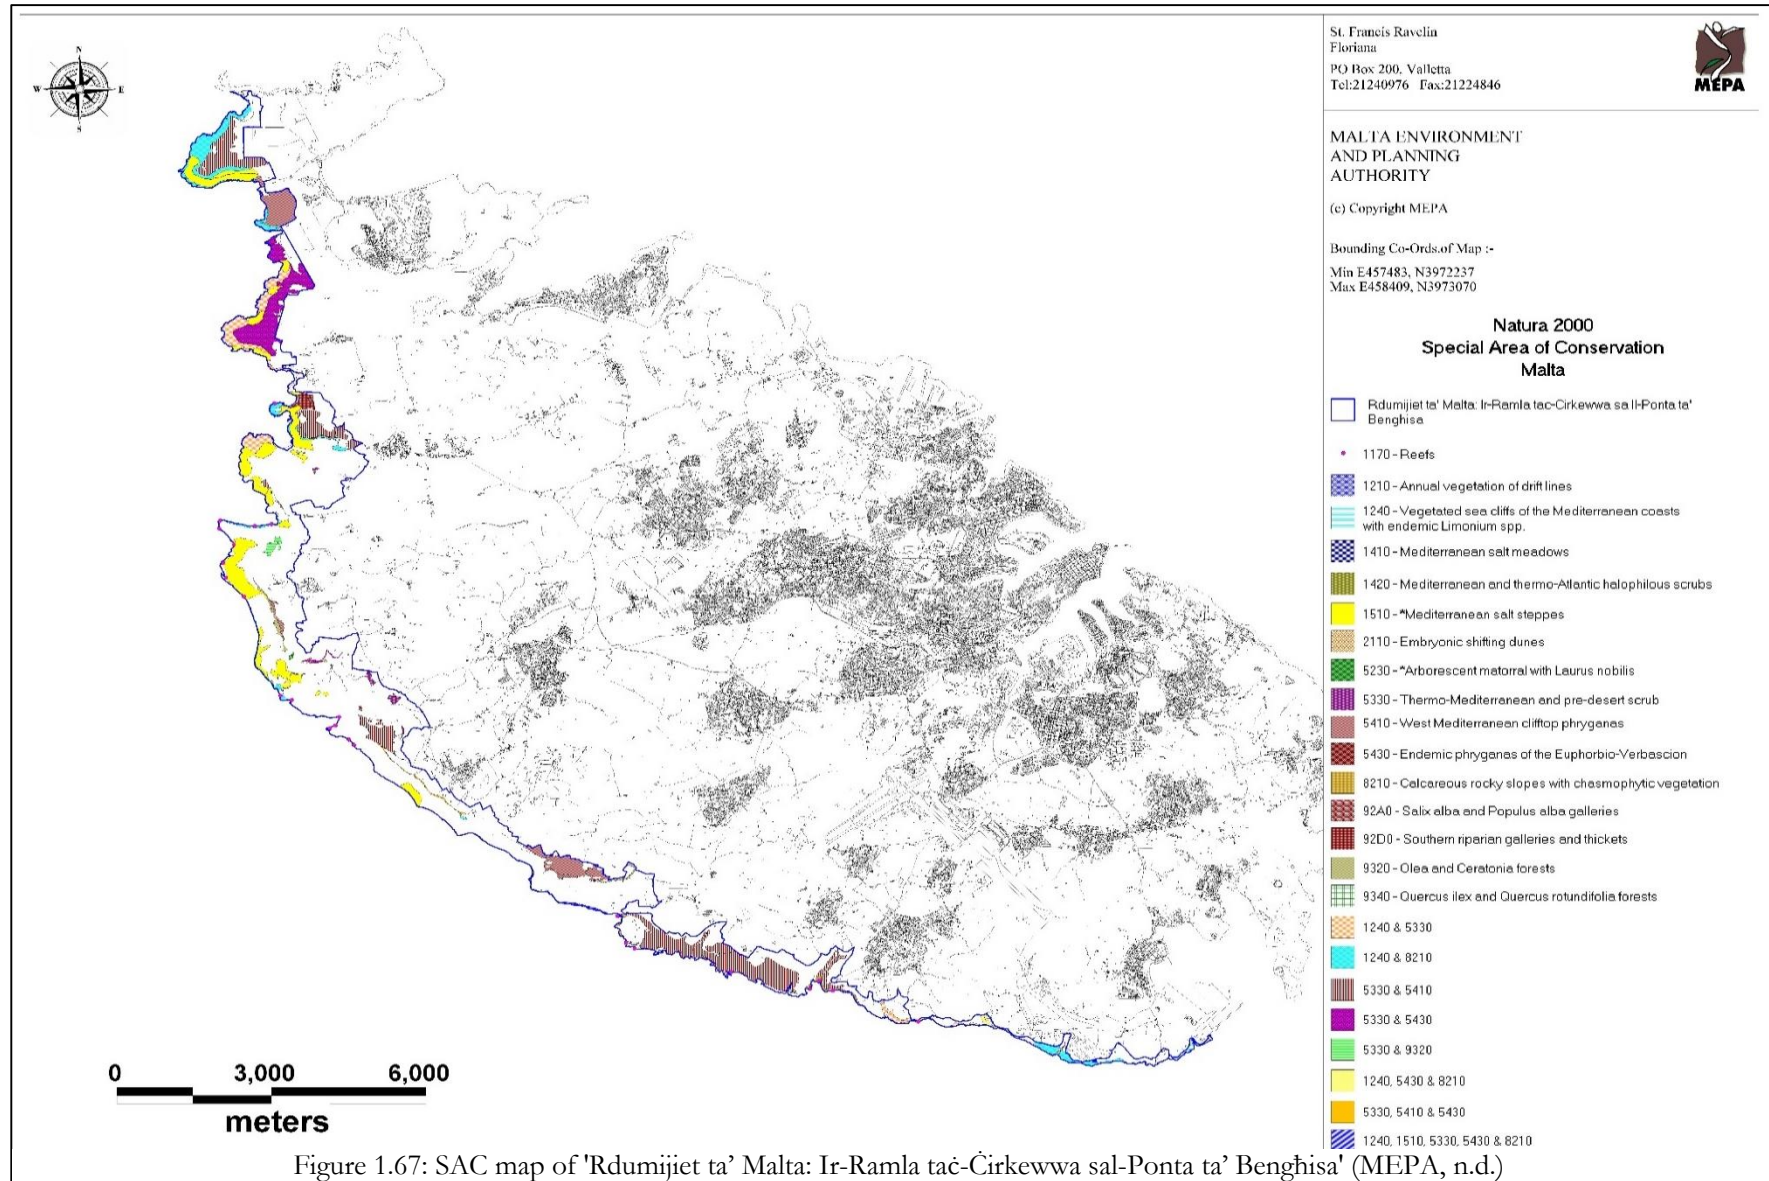 N
W E
S
St. Francis Ravelin
Floriana
PO Box 200, Valletta
Tel:21240976 Fax:21224846
MEPA
MALTA ENVIRONMENT
AND PLANNING
AUTHORITY
(c) Copyright MEPA
Bounding Co-Ords.of Map :-
Min E457483, N3972237
Max E458409, N3973070
Natura 2000
Special Area of Conservation
Malta
Rdumijiet ta' Malta: Ir-Ramla tac-Cirkewwa sa Il-Ponta ta'
Benghisa
1170 - Reefs
1210 - Annual vegetation of drift lines
1240 - Vegetated sea cliffs of the Mediterranean coasts
with endemic Limonium spp.
1410 - Mediterranean salt meadows
1420 - Mediterranean and thermo-Atlantic halophilous scrubs
1510 - *Mediterranean salt steppes
2110 - Embryonic shifting dunes
5230 - *Arborescent matorral with Laurus nobilis
5330 - Thermo-Mediterranean and pre-desert scrub
5410 - West Mediterranean clifftop phryganas
5430 - Endemic phryganas of the Euphorbio-Verbascion
8210 - Calcareous rocky slopes with chasmophytic vegetation
92A0 - Salix alba and Populus alba galleries
92D0 - Southern riparian galleries and thickets
9320 - Olea and Ceratonia forests
9340 - Quercus ilex and Quercus rotundifolia forests
1240 & 5330
1240 & 8210
5330 & 5410
5330 & 5430
5330 & 9320
1240, 5430 & 8210
5330, 5410 & 5430
1240, 1510, 5330, 5430 & 8210
0 3,000 6,000
meters
Figure 1.67: SAC map of 'Rdumijiet ta’ Malta: Ir-Ramla taċ-Ċirkewwa sal-Ponta ta’ Bengħisa' (MEPA, n.d.)